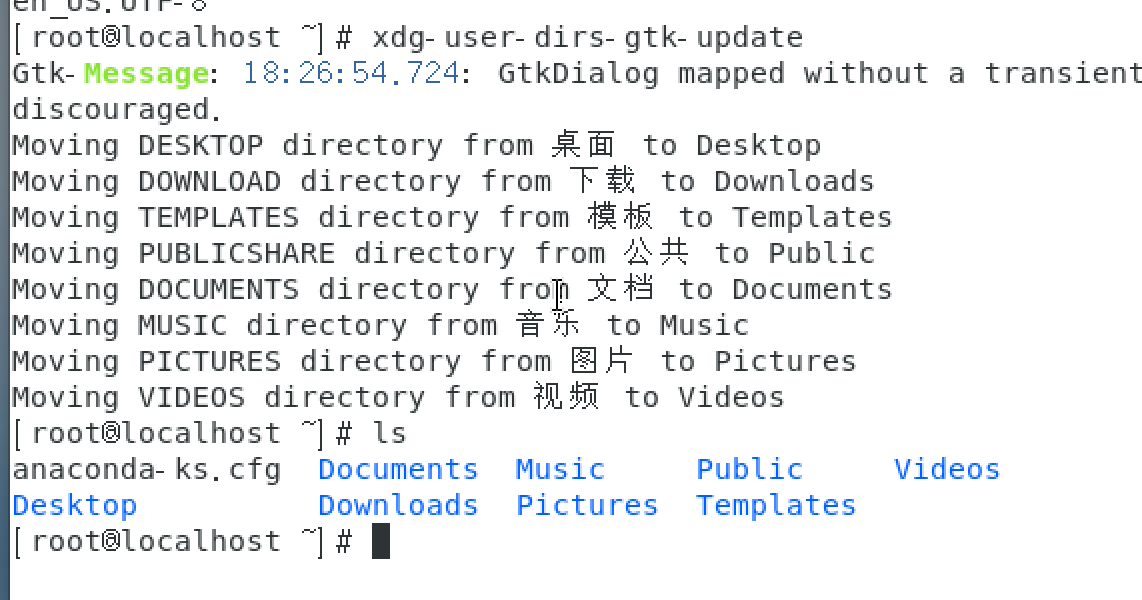 en_US.UTF-8
[root@localhost ~]# xdg-user-dirs-gtk-update
Gtk-Message: 18:26:54.724: GtkDialog mapped without a transient
discouraged.
Moving DESKTOP directory from 桌面 to Desktop
Moving DOWNLOAD directory from 下载 to Downloads
Moving TEMPLATES directory from 模板 to Templates
Moving PUBLICSHARE directory from 公共 to Public
Moving DOCUMENTS directory from 文档 to Documents
Moving MUSIC directory from 音乐 to Music
Moving PICTURES directory from 图片 to Pictures
Moving VIDEOS directory from 视频 to Videos
[root@localhost ~]# ls
anaconda-ks.cfg Documents Music Public Videos
Desktop Downloads Pictures Templates
[root@localhost ~]#